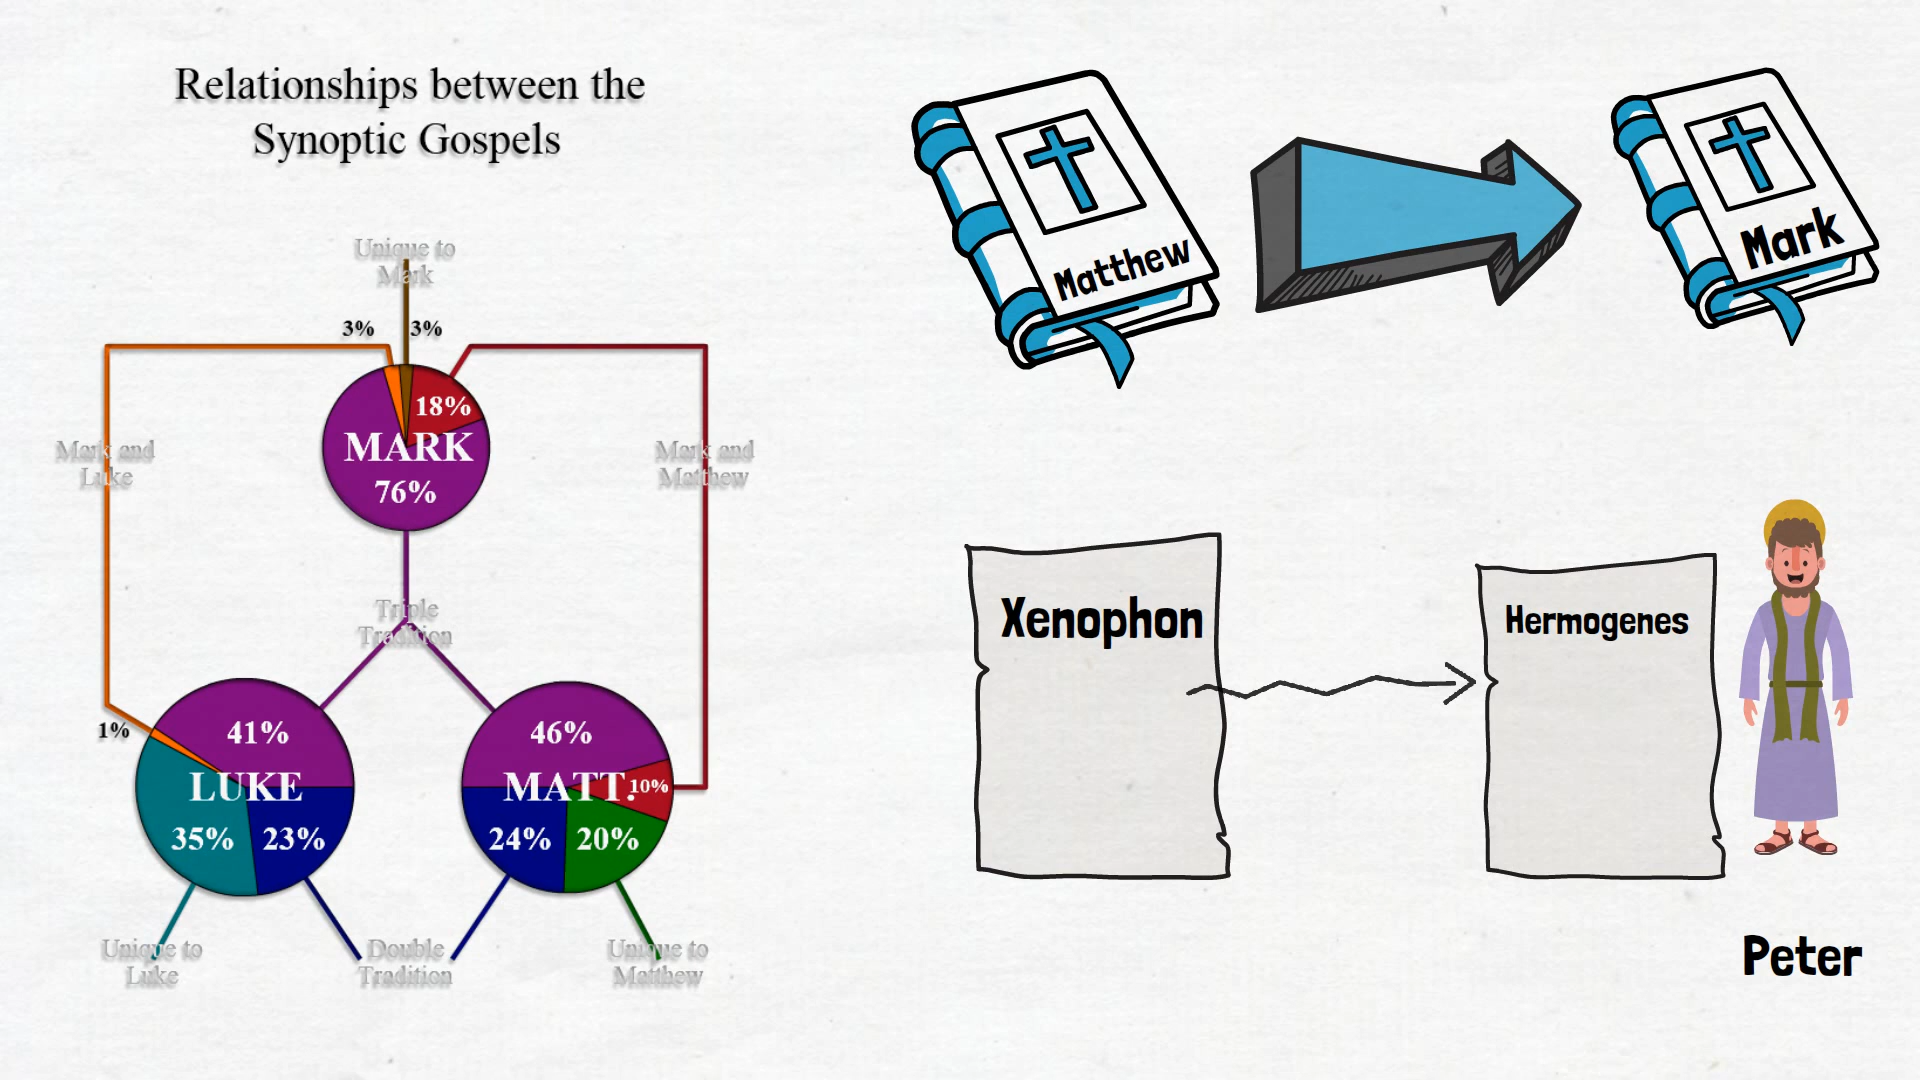 Relationships between the
Synoptic Gospels
Unique to
Mark
3%
3%
18%
MARK
76%
Mark and
Luke
Mark and
Matthew
Triple
Tradition
1%
41%
LUKE
35%
23%
46%
MATT.
10%
24%
20%
Unique to
Luke
Double
Tradition
Unique to
Matthew
Matthew
Mark
Xenophon
Hermogenes
Peter